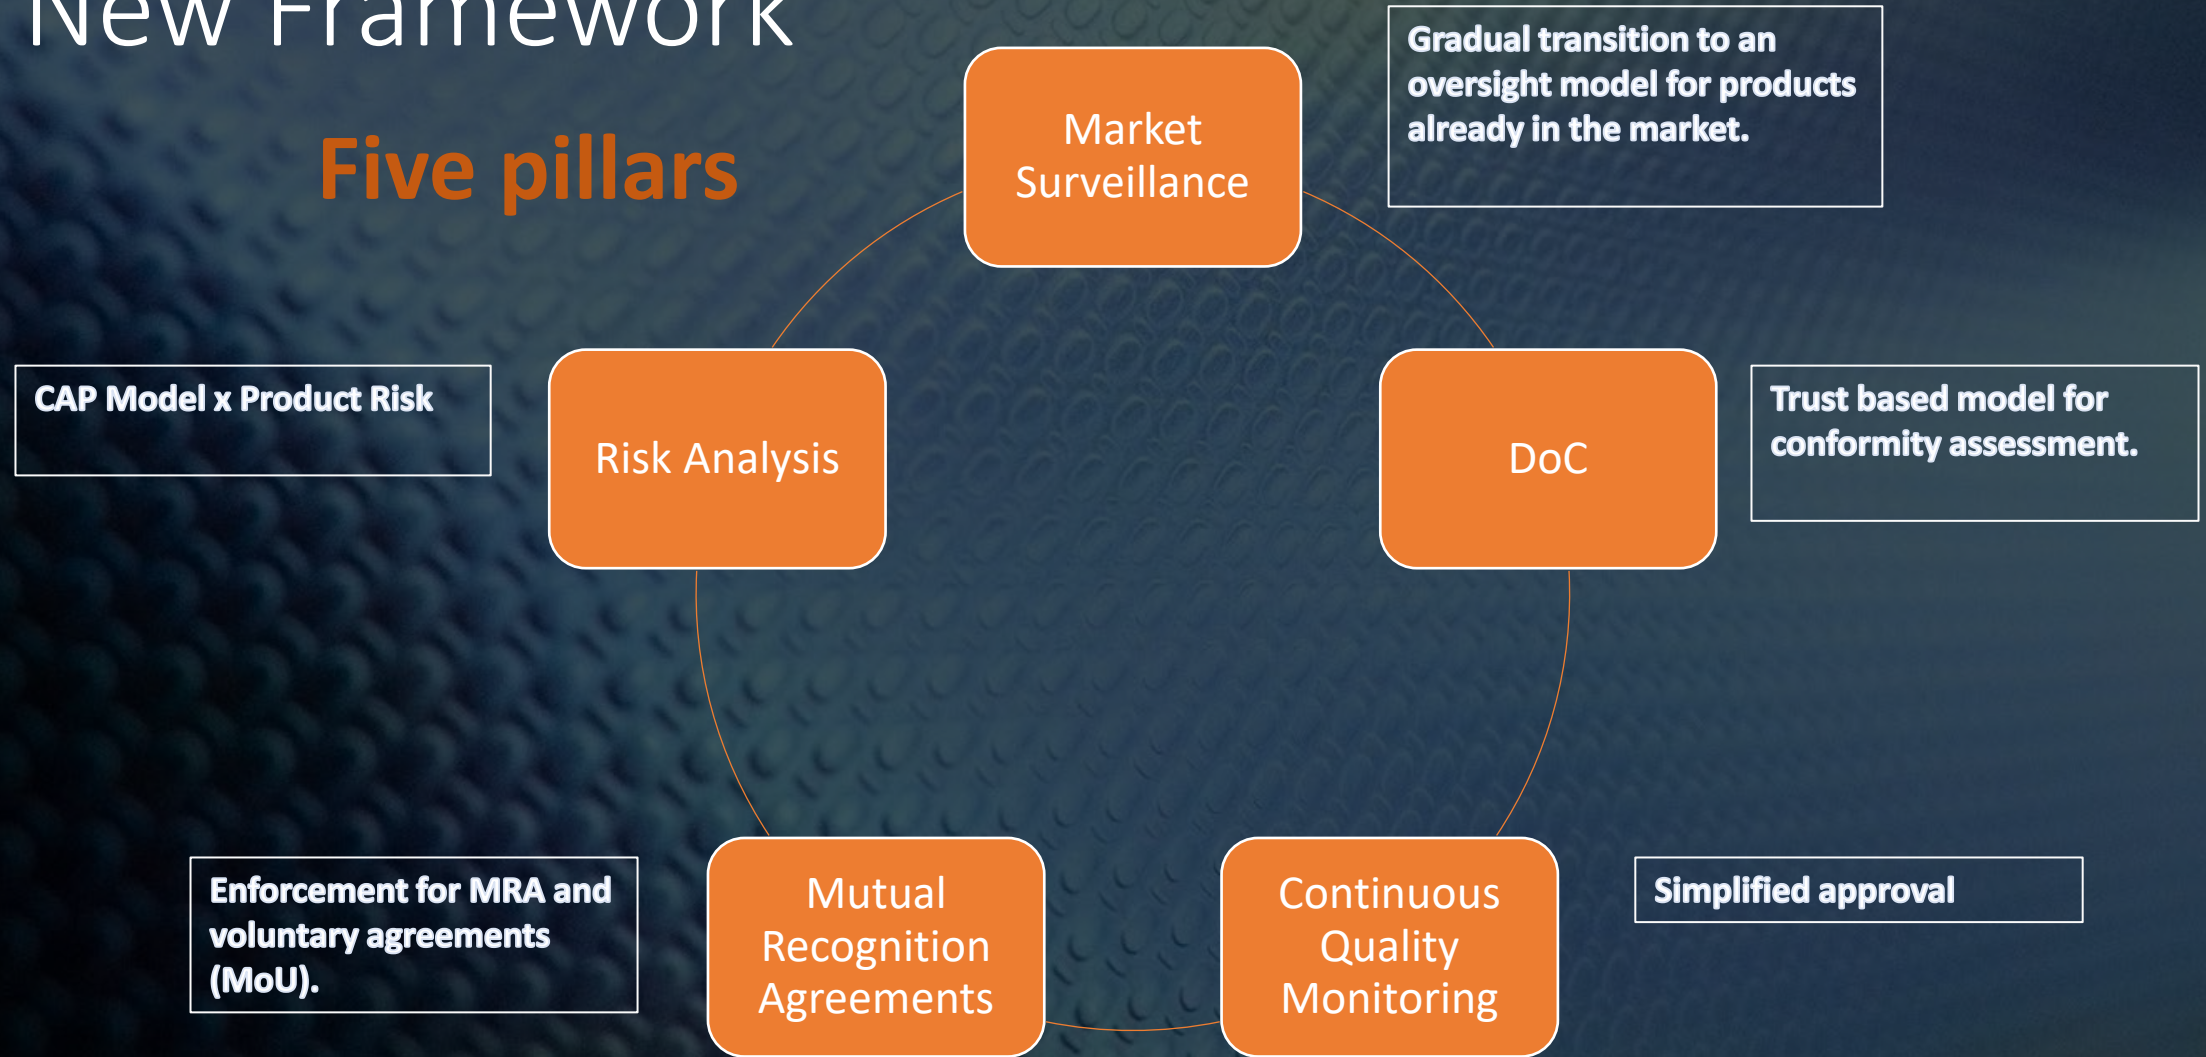 New Framework
Five pillars
Market
Surveillance
Gradual transition to an
oversight model for products
already in the market.
DoC
Trust based model for
conformity assessment.
Continuous
Quality
Monitoring
Simplified approval
Mutual
Recognition
Agreements
Enforcement for MRA and
voluntary agreements
(MoU).
Risk Analysis
CAP Model x Product Risk